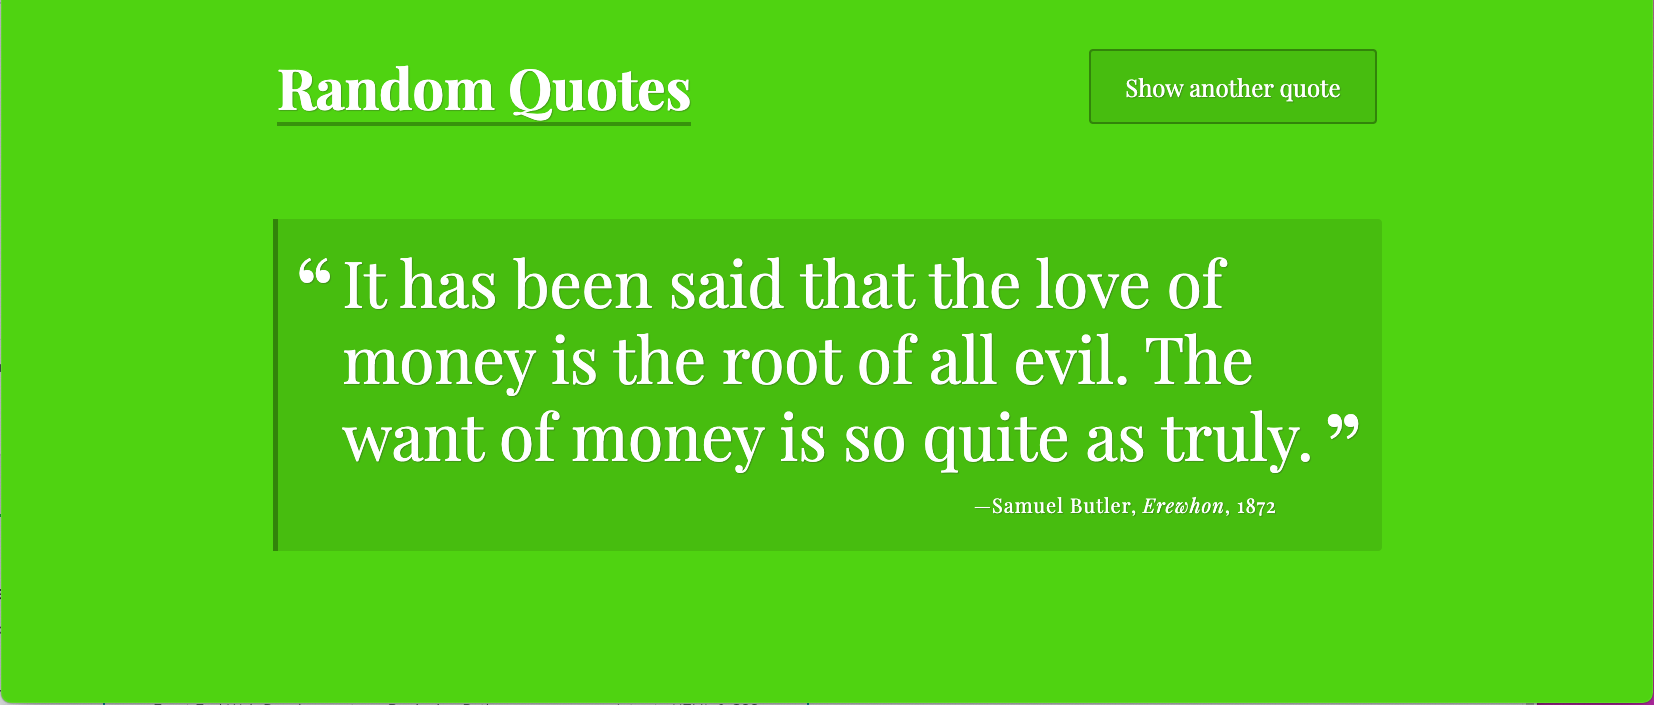 Random Quotes
Show another quote
“ It has been said that the love of
money is the root of all evil. The
want of money is so quite as truly. ”
—Samuel Butler, Erewhon, 1872